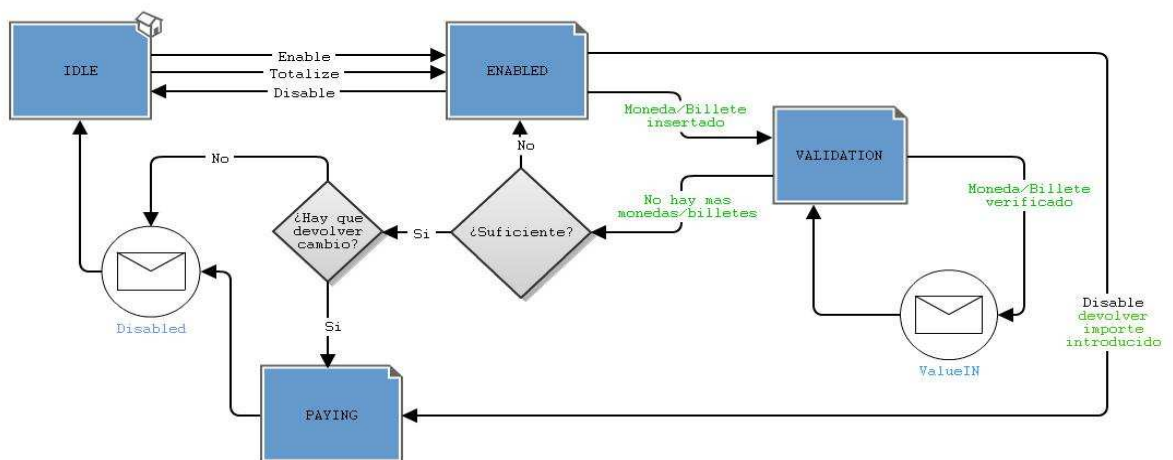 IDLE
Enable
Totalize
Disable
ENABLED
Moneda/Billete
insertado
VALIDATION
No
No
¿Hay que
devolver
cambio?
Si
¿Suficiente?
No hay mas
monedas/billetes
Moneda/Billete
verificado
Disabled
Si
Disable
devolver
importe
introducido
ValueIN
PAYING